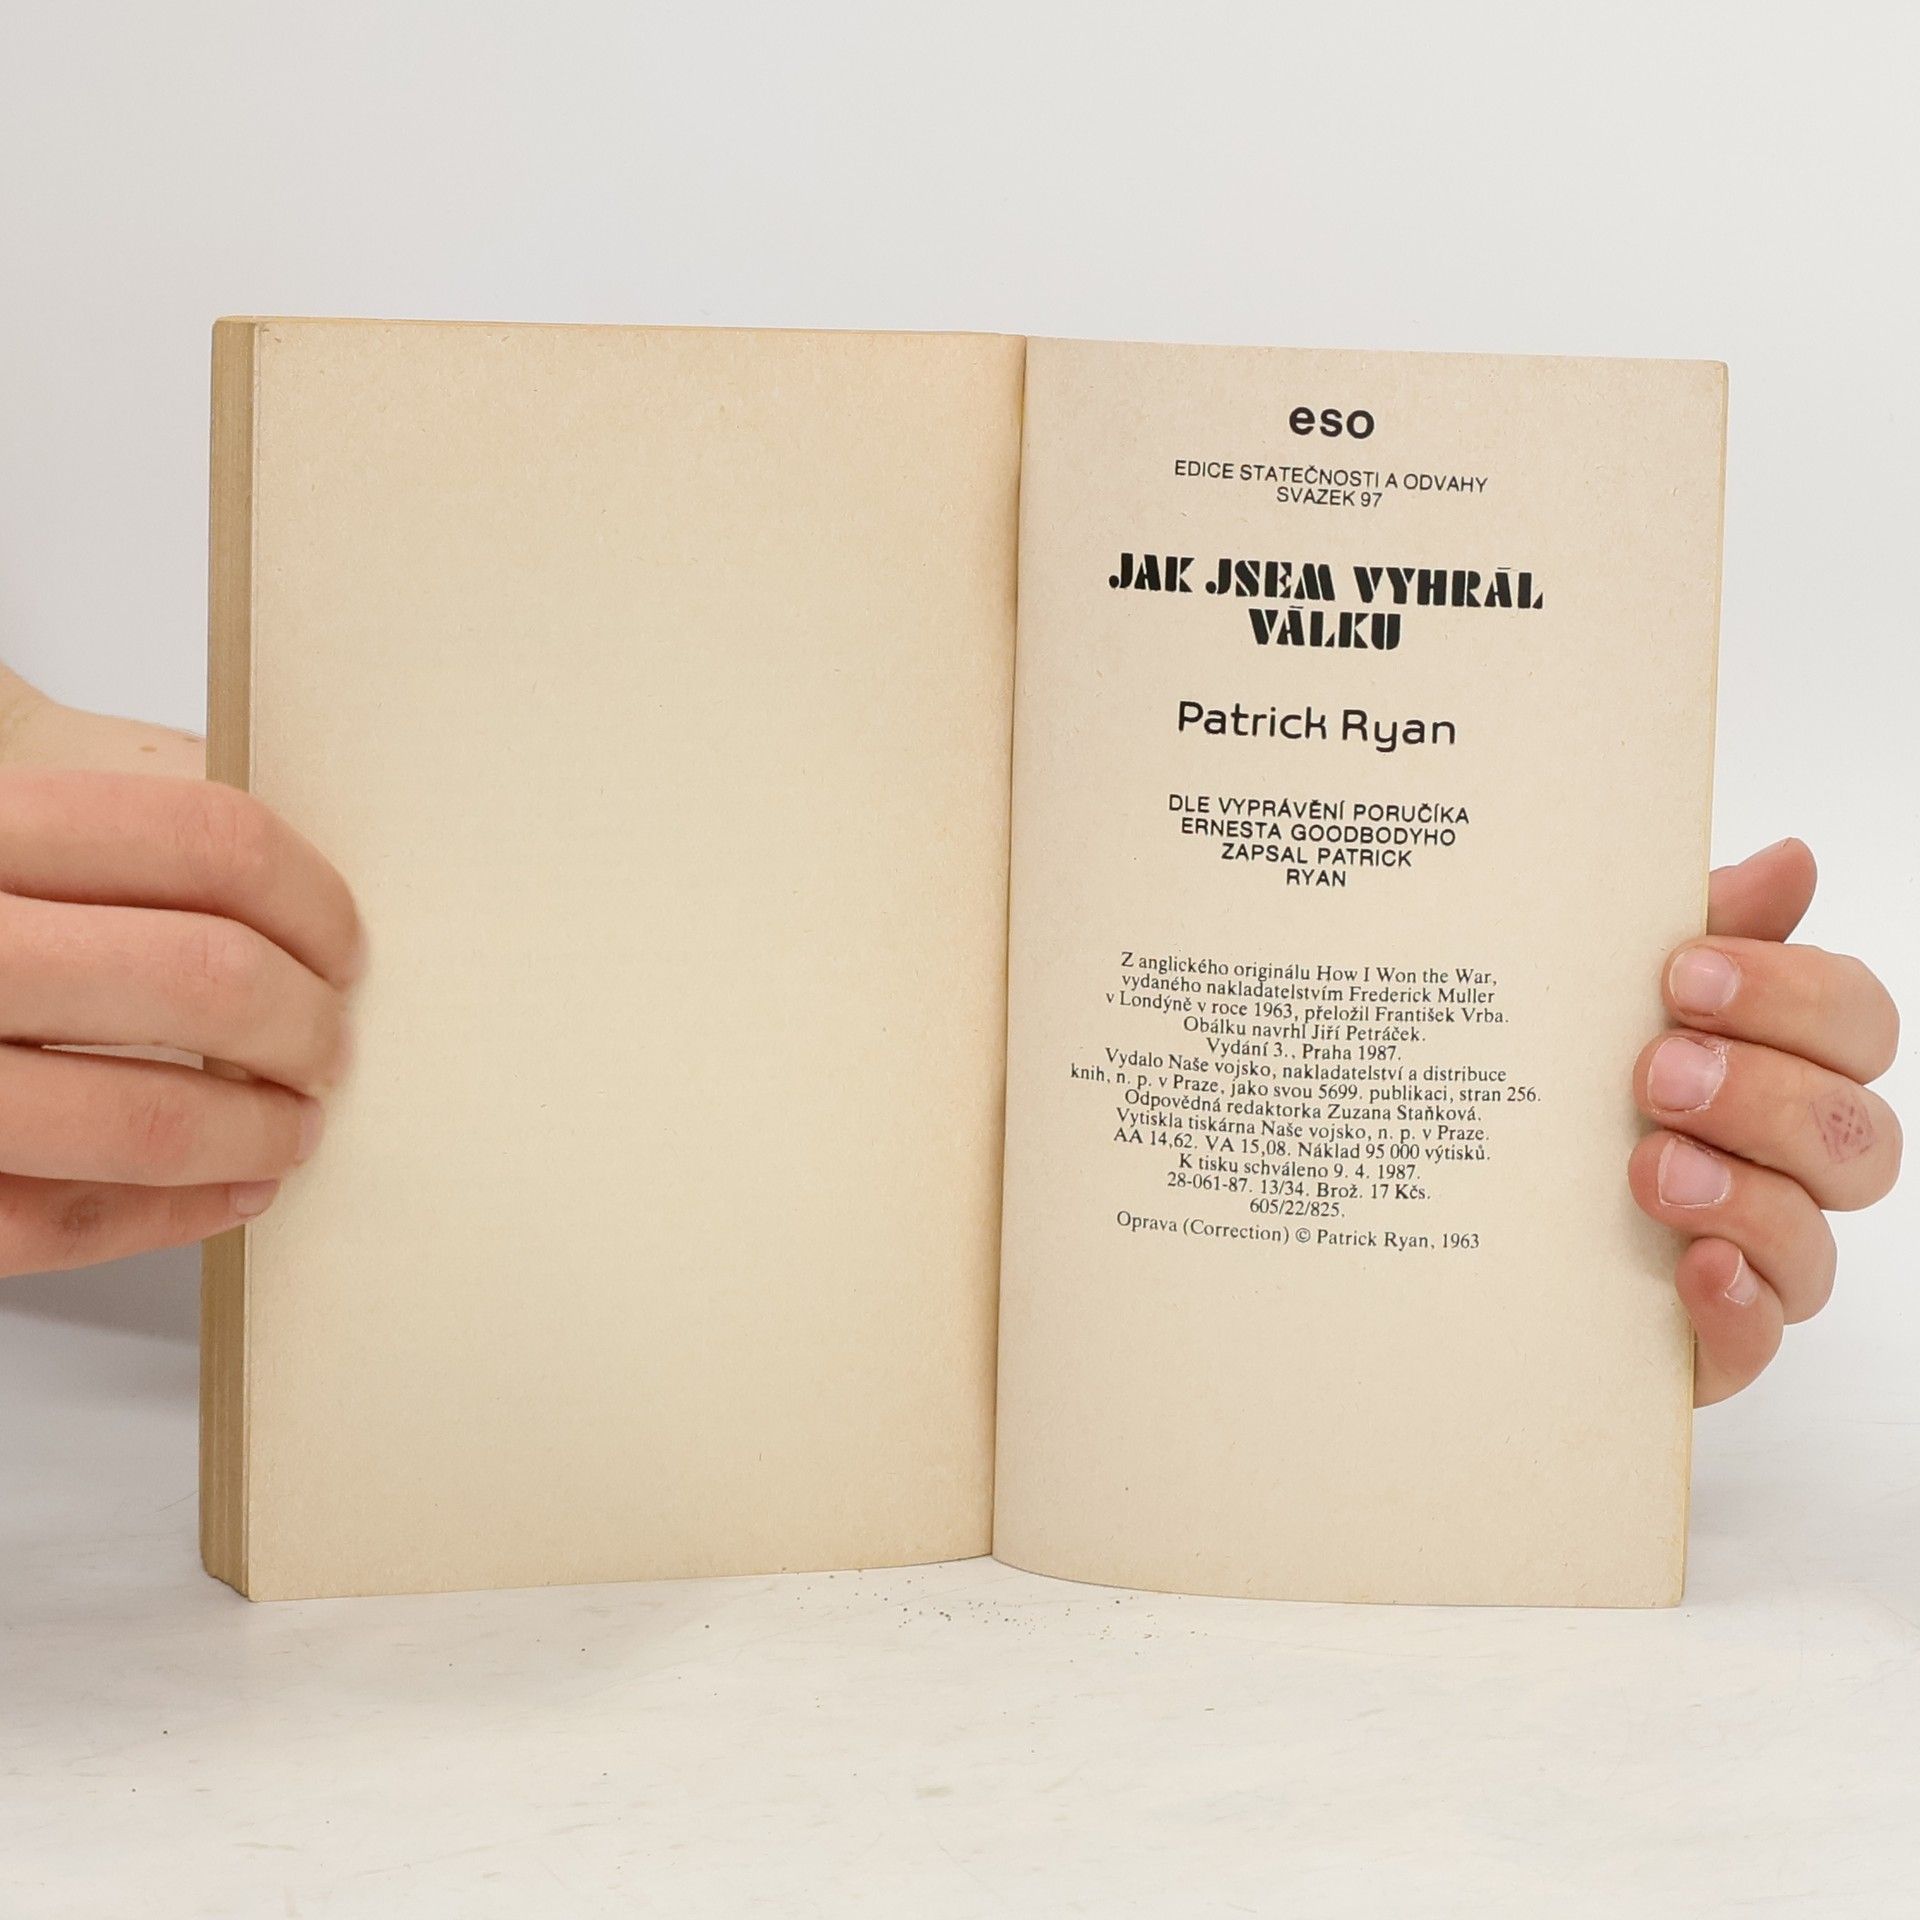 eso
EDICE STATEČNOSTI A ODVAHY
SVAZEK 97
JAK JSEM VYHRÁL
VÁLKU
Patrick Ryan
DLE VYPRÁVĚNÍ PORUČÍKA
ERNESTA GOODBODYHO
ZAPSAL PATRICK
RYAN
Z anglického originálu How I Won the War,
vydaného nakladatelstvím Frederick Muller
v Londýně v roce 1963, přeložil František Vrba.
Obálku navrhl Jiří Petráček.
Vydání 3., Praha 1987.
Vydalo Naše vojsko, nakladatelství a distribuce
knih, n. p. v Praze, jako svou 5699. publikaci, stran 256.
Odpovědná redaktorka Zuzana Staňková.
Vytiskla tiskárna Naše vojsko, n. p. v Praze.
AA 14,62. VA 15,08. Náklad 95 000 výtisků.
K tisku schváleno 9. 4. 1987.
28-061-87. 13/34. Brož. 17 Kčs.
605/22/825.
Oprava (Correction) © Patrick Ryan, 1963